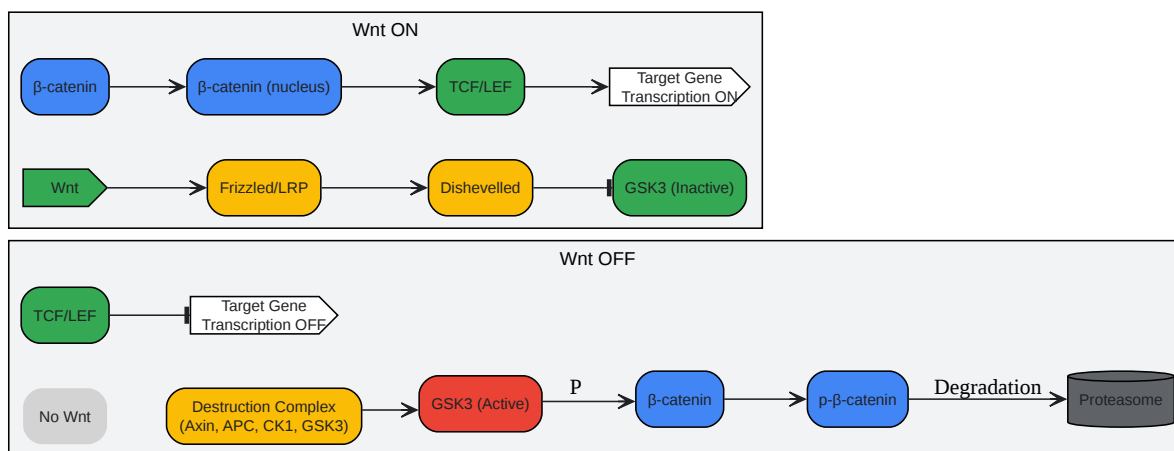 Wnt ON
β-catenin
β-catenin (nucleus)
TCF/LEF
Target Gene
Transcription ON
Wnt
Frizzled/LRP
Dishevelled
GSK3 (Inactive)
Wnt OFF
TCF/LEF
Target Gene
Transcription OFF
No Wnt
Destruction Complex
(Axin, APC, CK1, GSK3)
GSK3 (Active)
P
β-catenin
p-β-catenin
Degradation
Proteasome